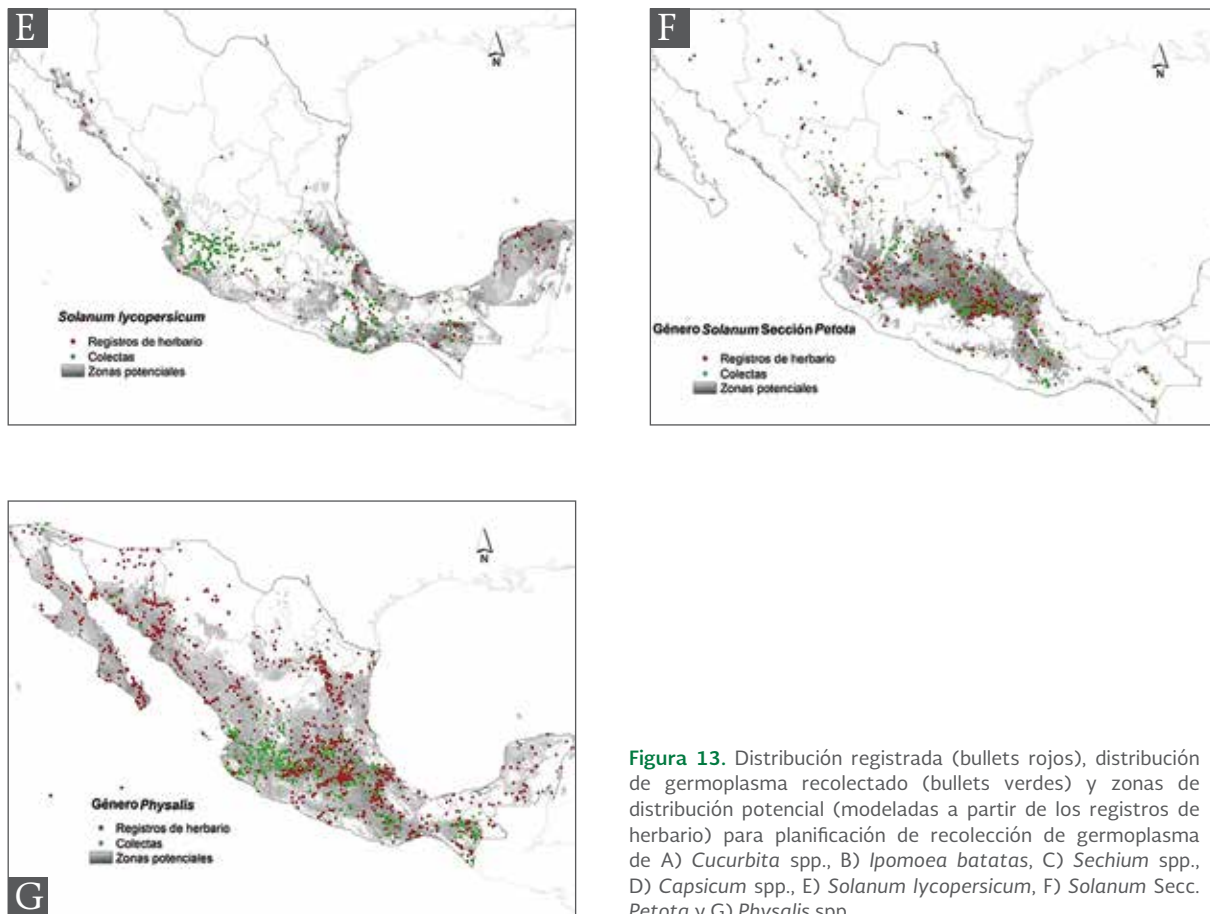 E
N
Solanum lycopersicum
Registros de herbario
Colectas
Zonas potenciales
F
N
Género Solanum Sección Petota
Registros de herbario
Colectas
Zonas potenciales
G
N
Género Physalis
Registros de herbario
Colectas
Zonas potenciales
Figura 13. Distribución registrada (bullets rojos), distribución
de germoplasma recolectado (bullets verdes) y zonas de
distribución potencial (modeladas a partir de los registros de
herbario) para planificación de recolección de germoplasma
de A) Cucurbita spp., B) Ipomoea batatas, C) Sechium spp.,
D) Capsicum spp., E) Solanum lycopersicum, F) Solanum Secc.
Petota y G) Physalis spp.